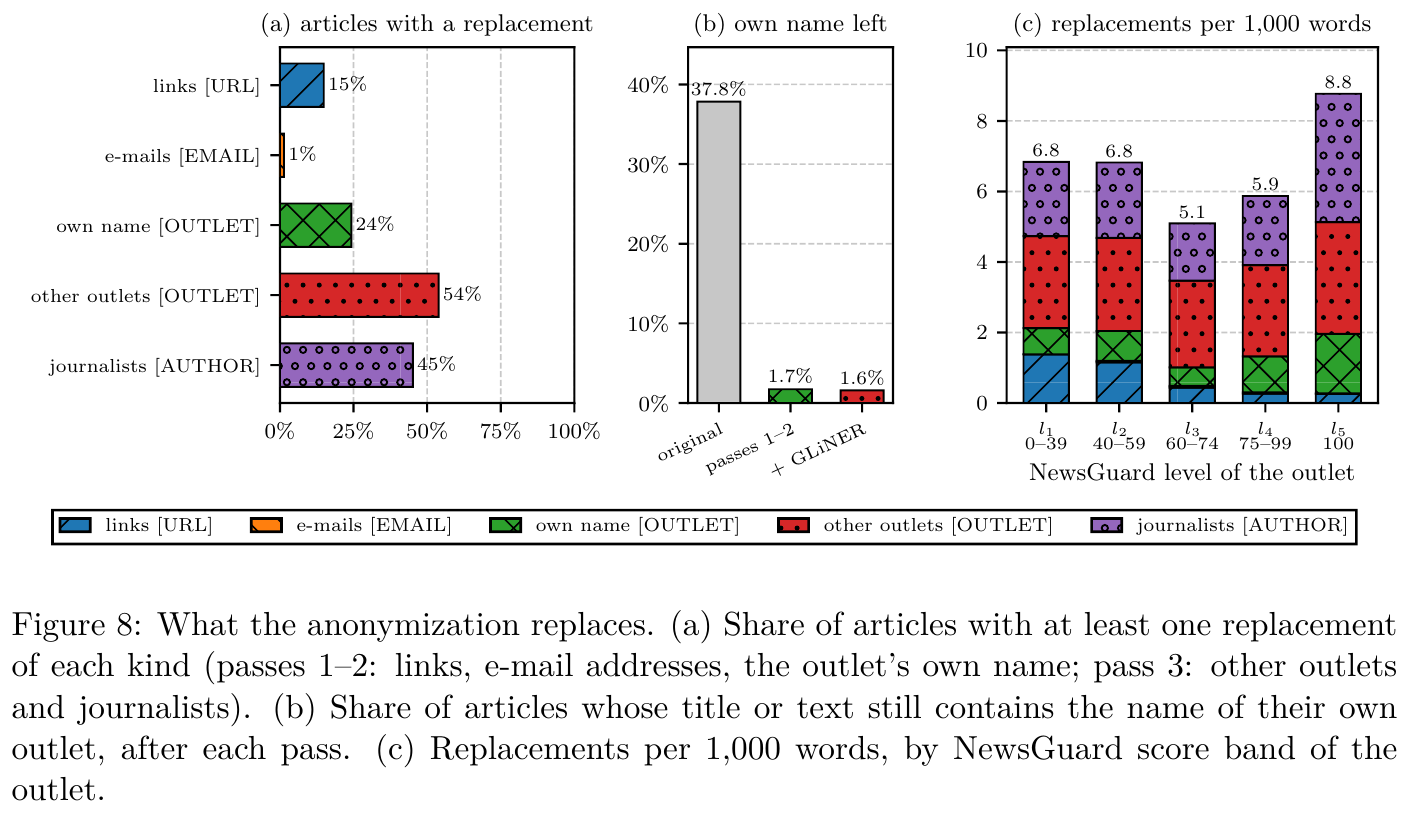 (a) articles with a replacement
links [URL]
15%
e-mails [EMAIL]
1%
own name [OUTLET]
24%
other outlets [OUTLET]
54%
journalists [AUTHOR]
45%
0% 25% 50% 75% 100%
(b) own name left
40%
30%
20%
10%
0%
37.8%
1.7%
1.6%
original
passes 1–2
+ GLiNER
(c) replacements per 1,000 words
10
8
6
4
2
0
6.8
6.8
5.1
5.9
8.8
l1 l2 l3 l4 l5
0–39 40–59 60–74 75–99 100
NewsGuard level of the outlet
links [URL] e-mails [EMAIL] own name [OUTLET] other outlets [OUTLET] journalists [AUTHOR]
Figure 8: What the anonymization replaces. (a) Share of articles with at least one replacement
of each kind (passes 1–2: links, e-mail addresses, the outlet's own name; pass 3: other outlets
and journalists). (b) Share of articles whose title or text still contains the name of their own
outlet, after each pass. (c) Replacements per 1,000 words, by NewsGuard score band of the
outlet.